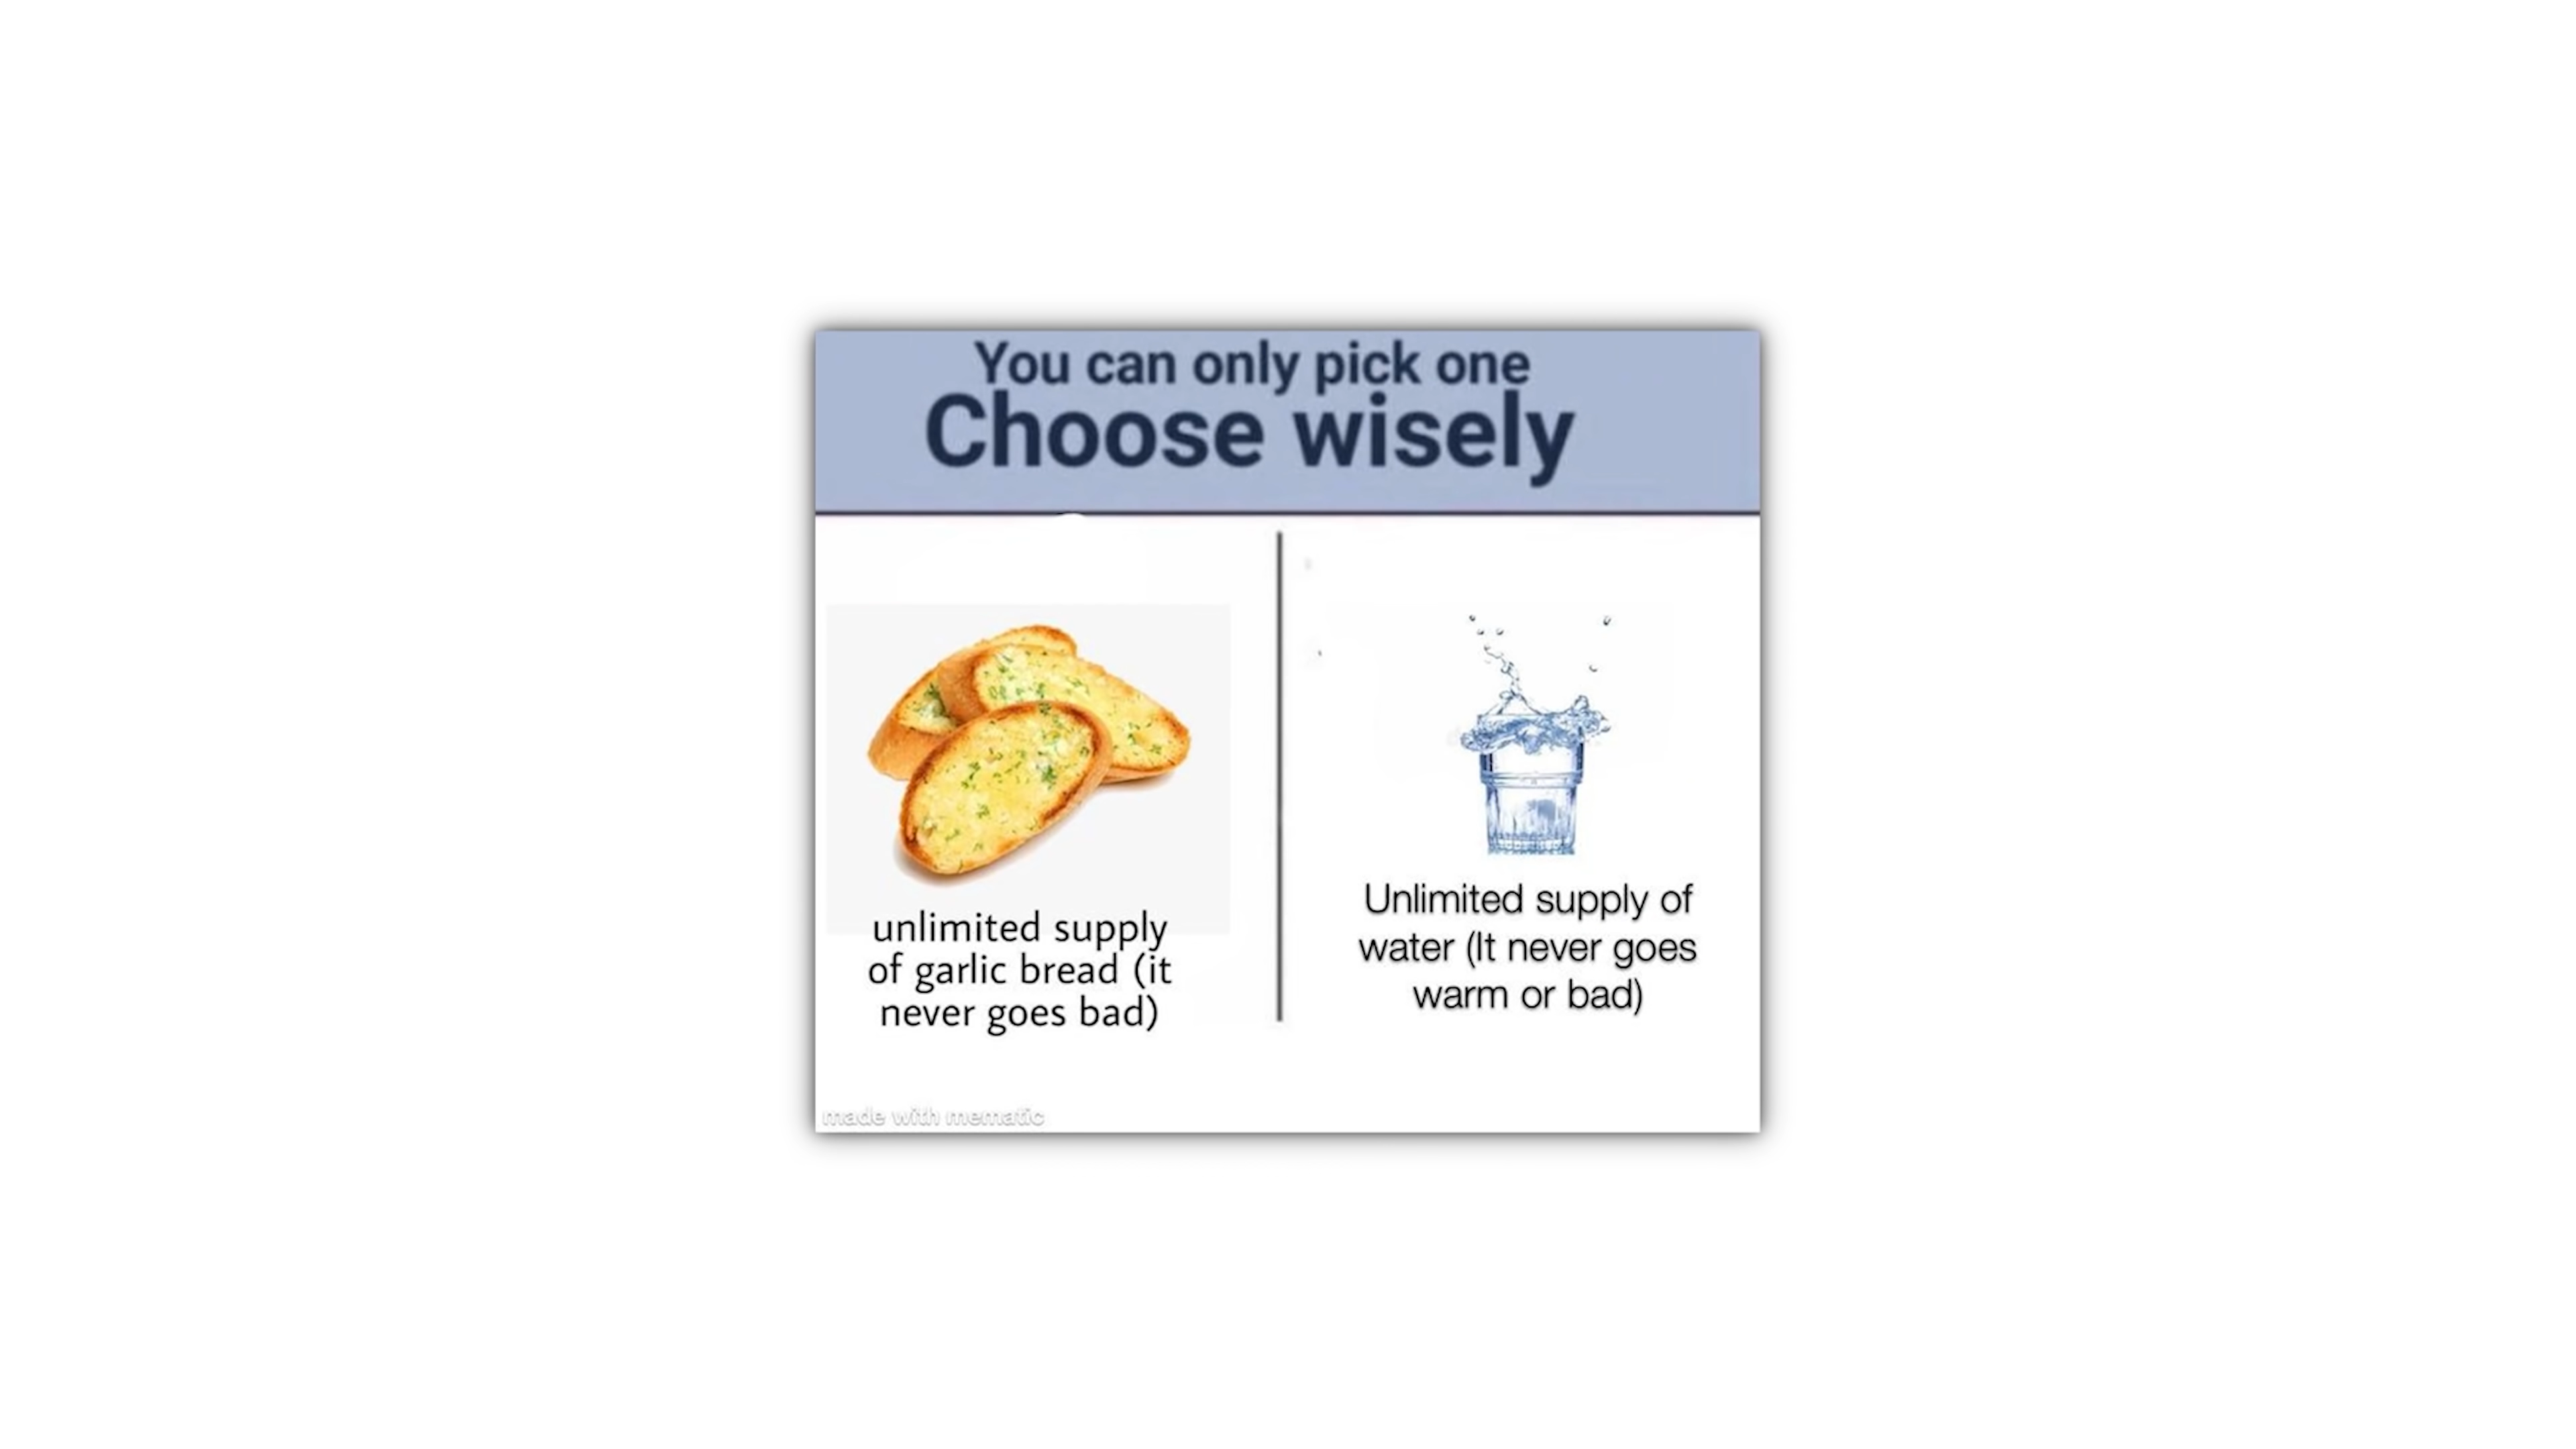 You can only pick one
Choose wisely
unlimited supply
of garlic bread (it
never goes bad)
Unlimited supply of
water (It never goes
warm or bad)
made with mematic